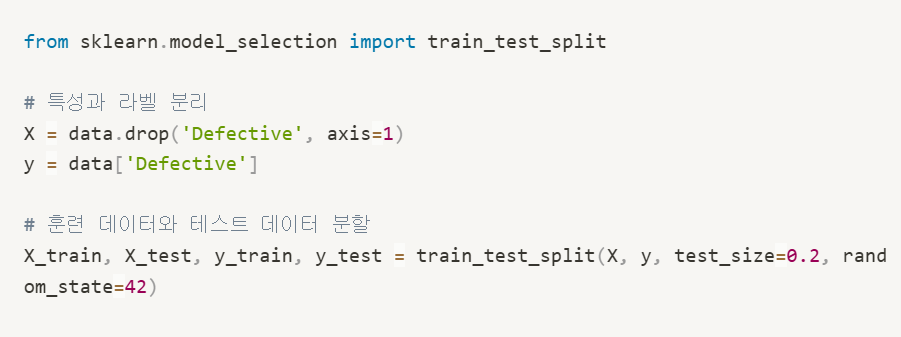 from sklearn.model_selection import train_test_split
# 특성과 라벨 분리
X = data.drop('Defective', axis=1)
y = data['Defective']
# 훈련 데이터와 테스트 데이터 분할
X_train, X_test, y_train, y_test = train_test_split(X, y, test_size=0.2, rand
om_state=42)